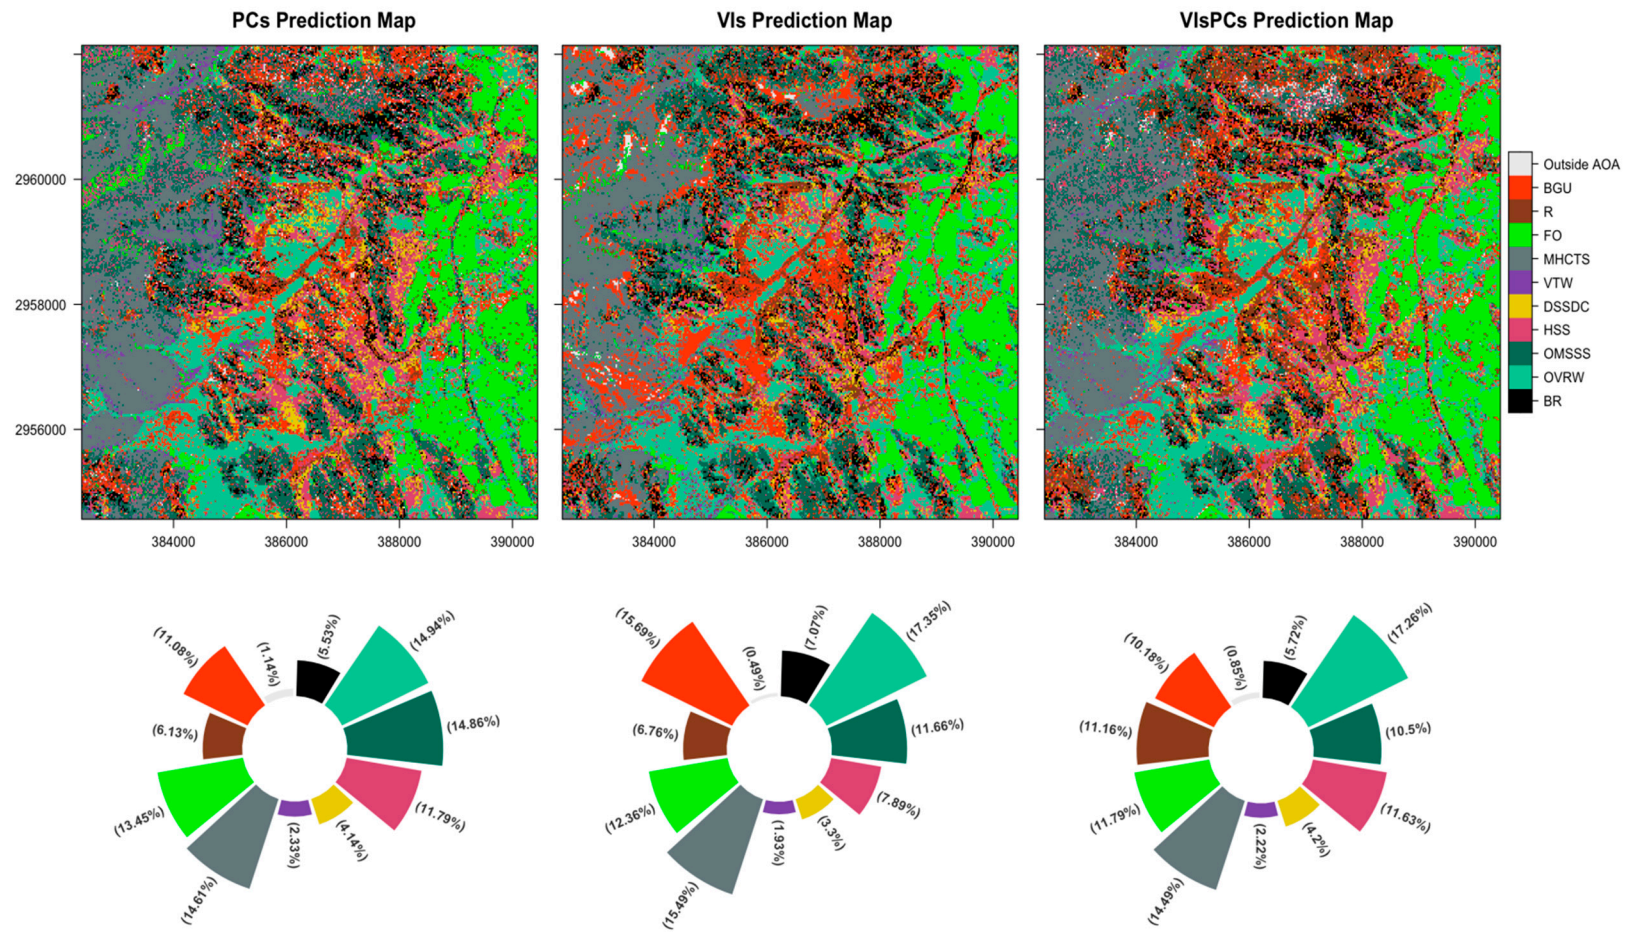 PCs Prediction Map
VIs Prediction Map
VIsPCs Prediction Map
2960000
2958000
2956000
384000 386000 388000 390000
384000 386000 388000 390000
384000 386000 388000 390000
Outside AOA
BGU
R
FO
MHCTS
VTW
DSSDC
HSS
OMSSS
OVRW
BR
(11.08%)
(1.14%)
(5.53%)
(14.94%)
(6.13%)
(14.86%)
(13.45%)
(11.79%)
(14.61%)
(2.33%)
(4.14%)
(15.69%)
(0.49%)
(7.07%)
(17.35%)
(6.76%)
(11.66%)
(12.36%)
(7.89%)
(15.49%)
(1.93%)
(3.3%)
(10.18%)
(0.85%)
(5.72%)
(17.26%)
(11.16%)
(10.5%)
(11.79%)
(11.63%)
(14.49%)
(2.22%)
(4.2%)